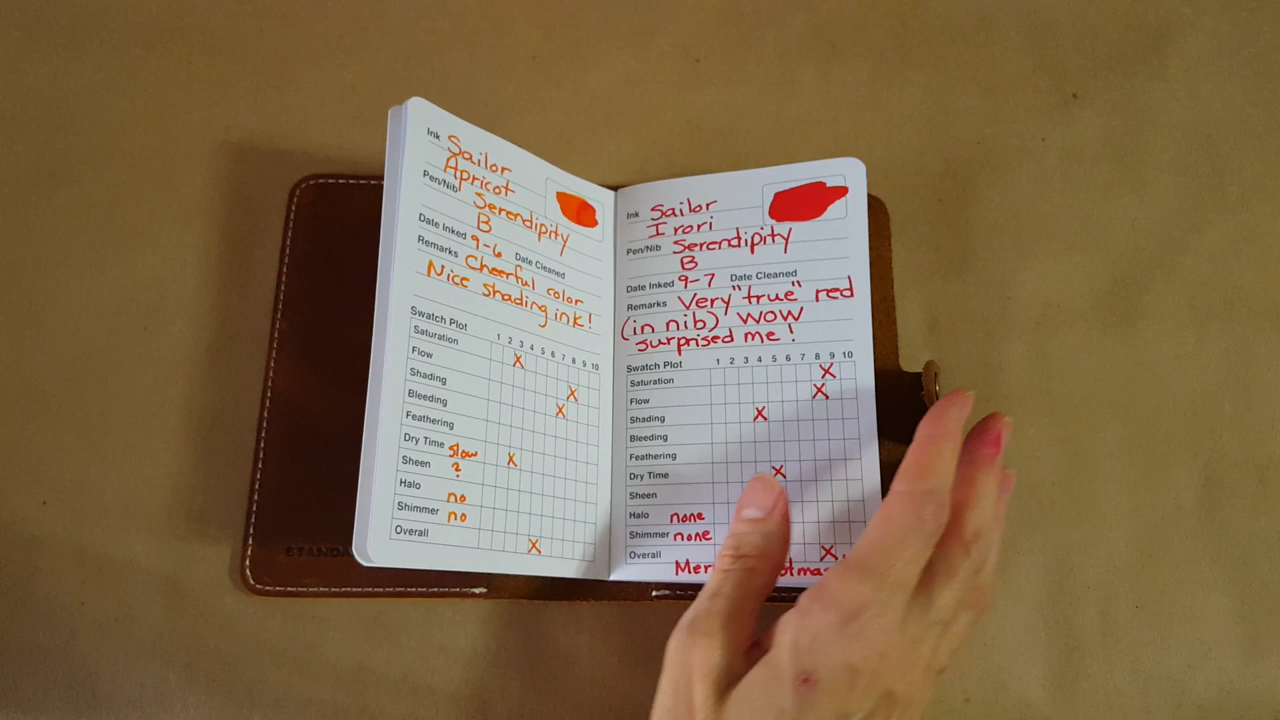 Ink Sailor
Apricot
Pen/Nib Serendipity
B
Date Inked 9-6 Date Cleaned
Remarks Cheerful color
Nice shading ink!
Swatch Plot 1 2 3 4 5 6 7 8 9 10
Saturation X
Flow X
Shading X
Bleeding
Feathering
Dry Time slow X
Sheen ?
Halo no
Shimmer no
Overall X
Ink Sailor
Irori
Pen/Nib Serendipity
B
Date Inked 9-7 Date Cleaned
Remarks Very "true" red
(in nib) WOW
surprised me!
Swatch Plot 1 2 3 4 5 6 7 8 9 10
Saturation X
Flow X
Shading X
Bleeding
Feathering
Dry Time X
Sheen
Halo none
Shimmer none
Overall X